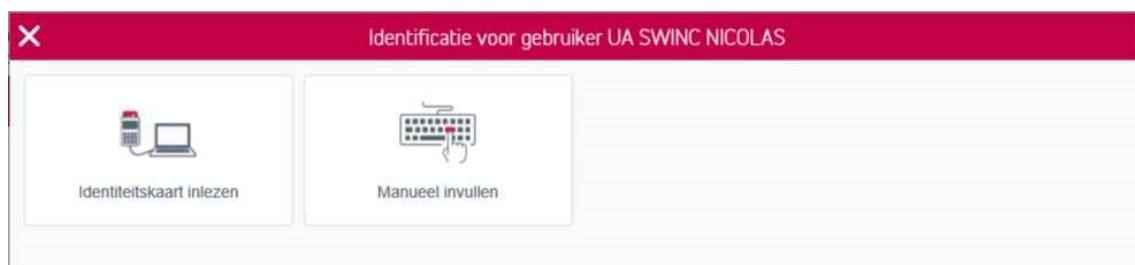 Identificatie voor gebruiker UA SWINC NICOLAS
Identiteitskaart inlezen
Manueel invullen